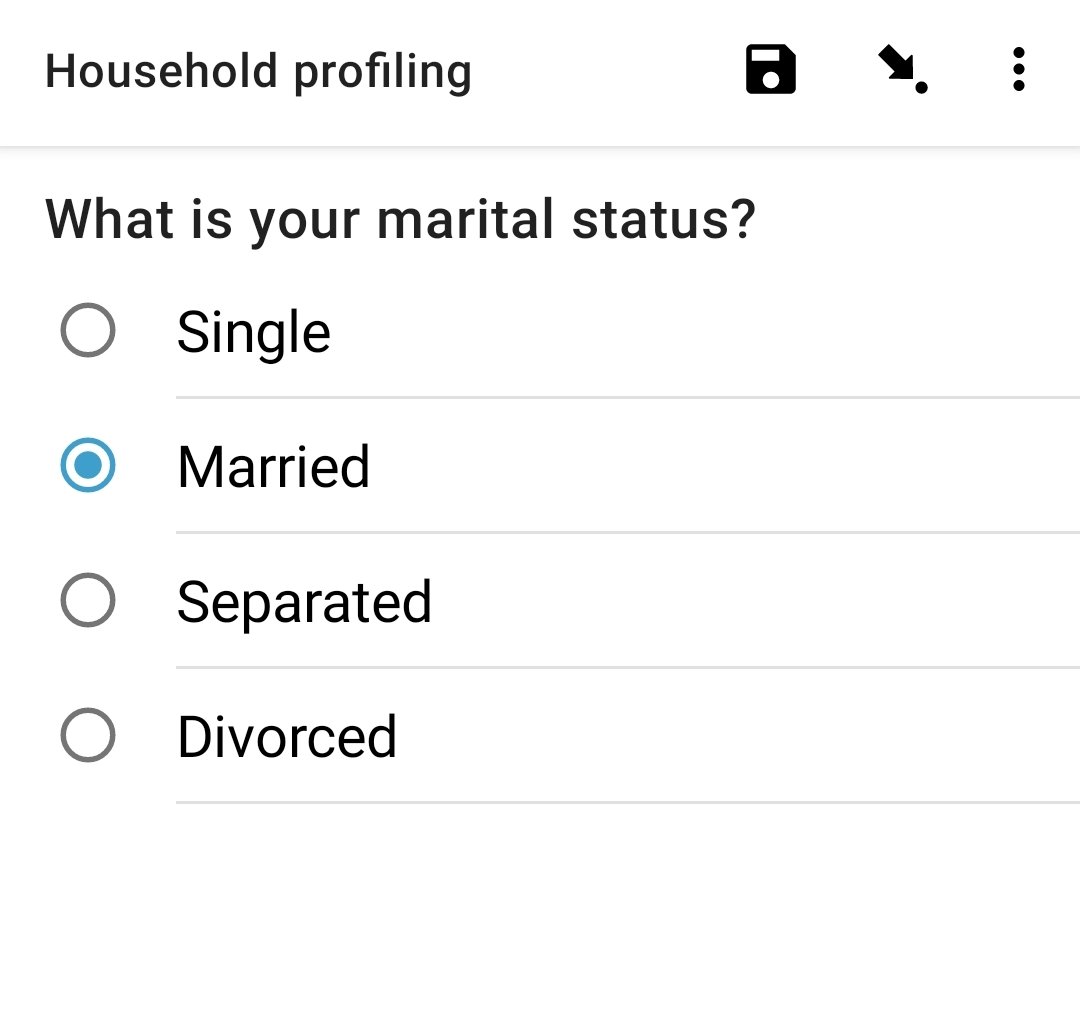 Household profiling
What is your marital status?
Single
Married
Separated
Divorced